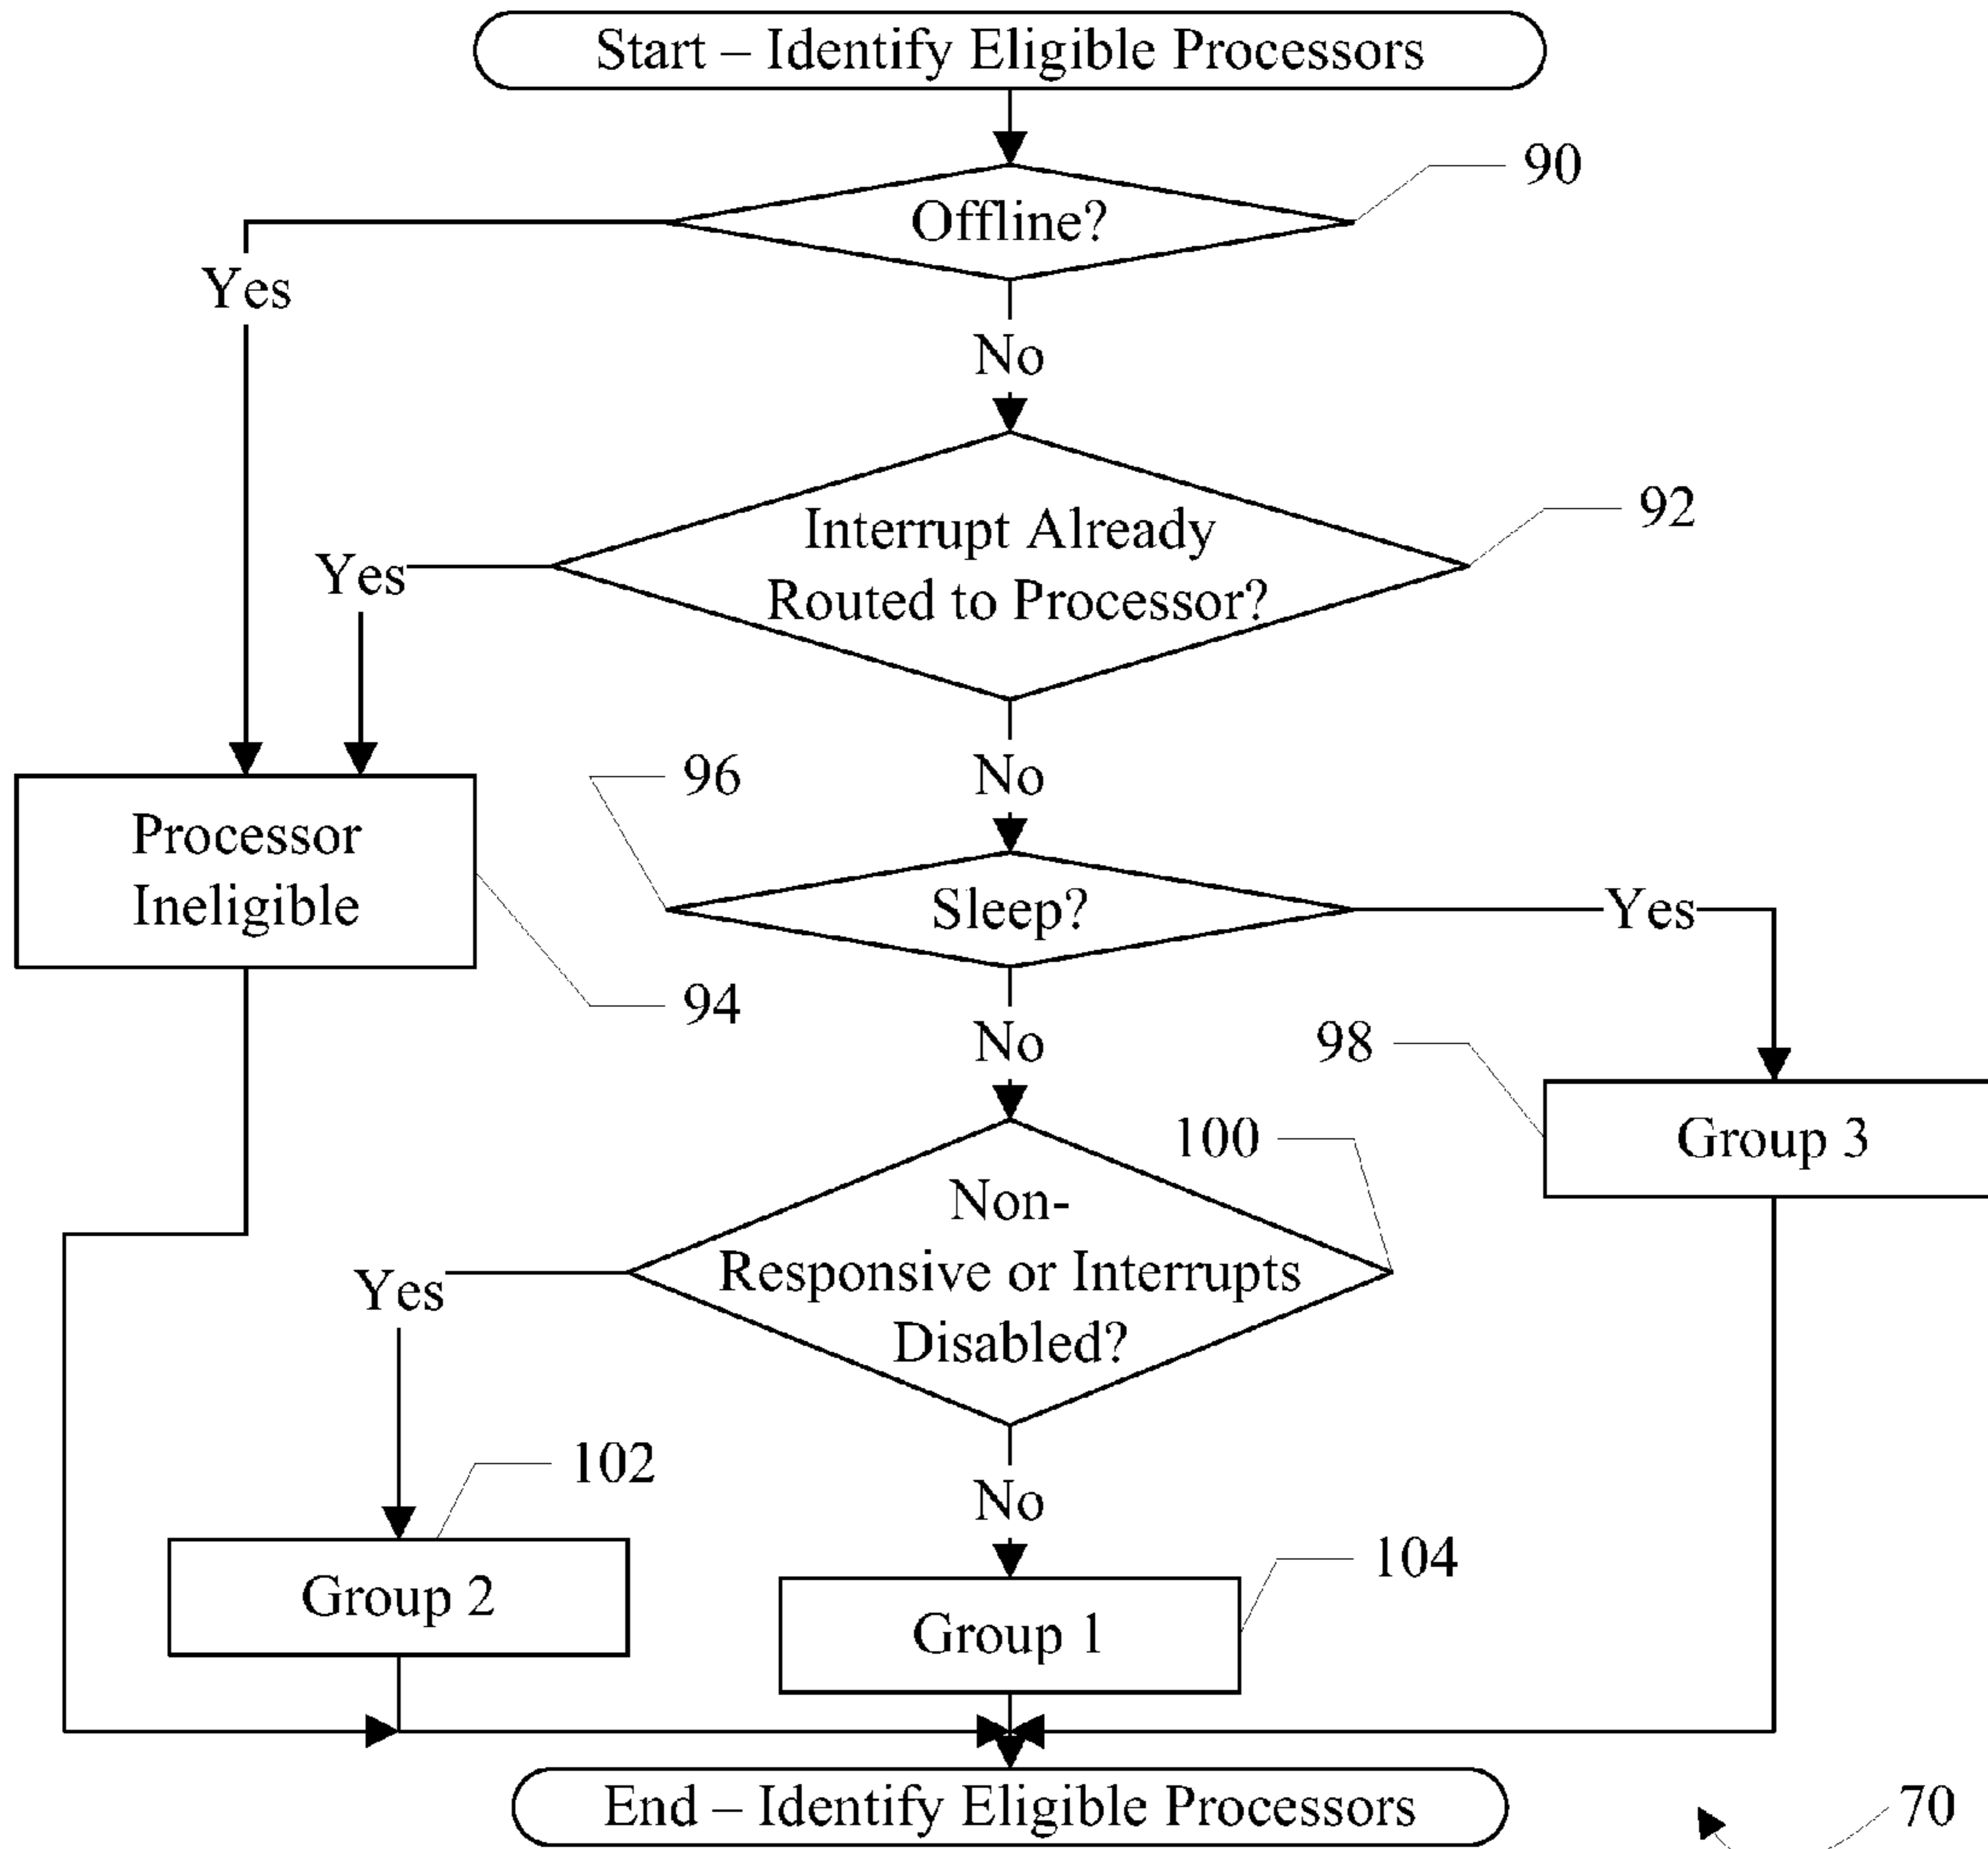 Start – Identify Eligible Processors
90
Offline?
Yes
No
92
Interrupt Already
Routed to Processor?
Yes
No
96
Processor
Ineligible
Sleep?
Yes
94
No
98
100
Group 3
Non-
Responsive or Interrupts
Disabled?
Yes
102
No
104
Group 2
Group 1
End – Identify Eligible Processors
70